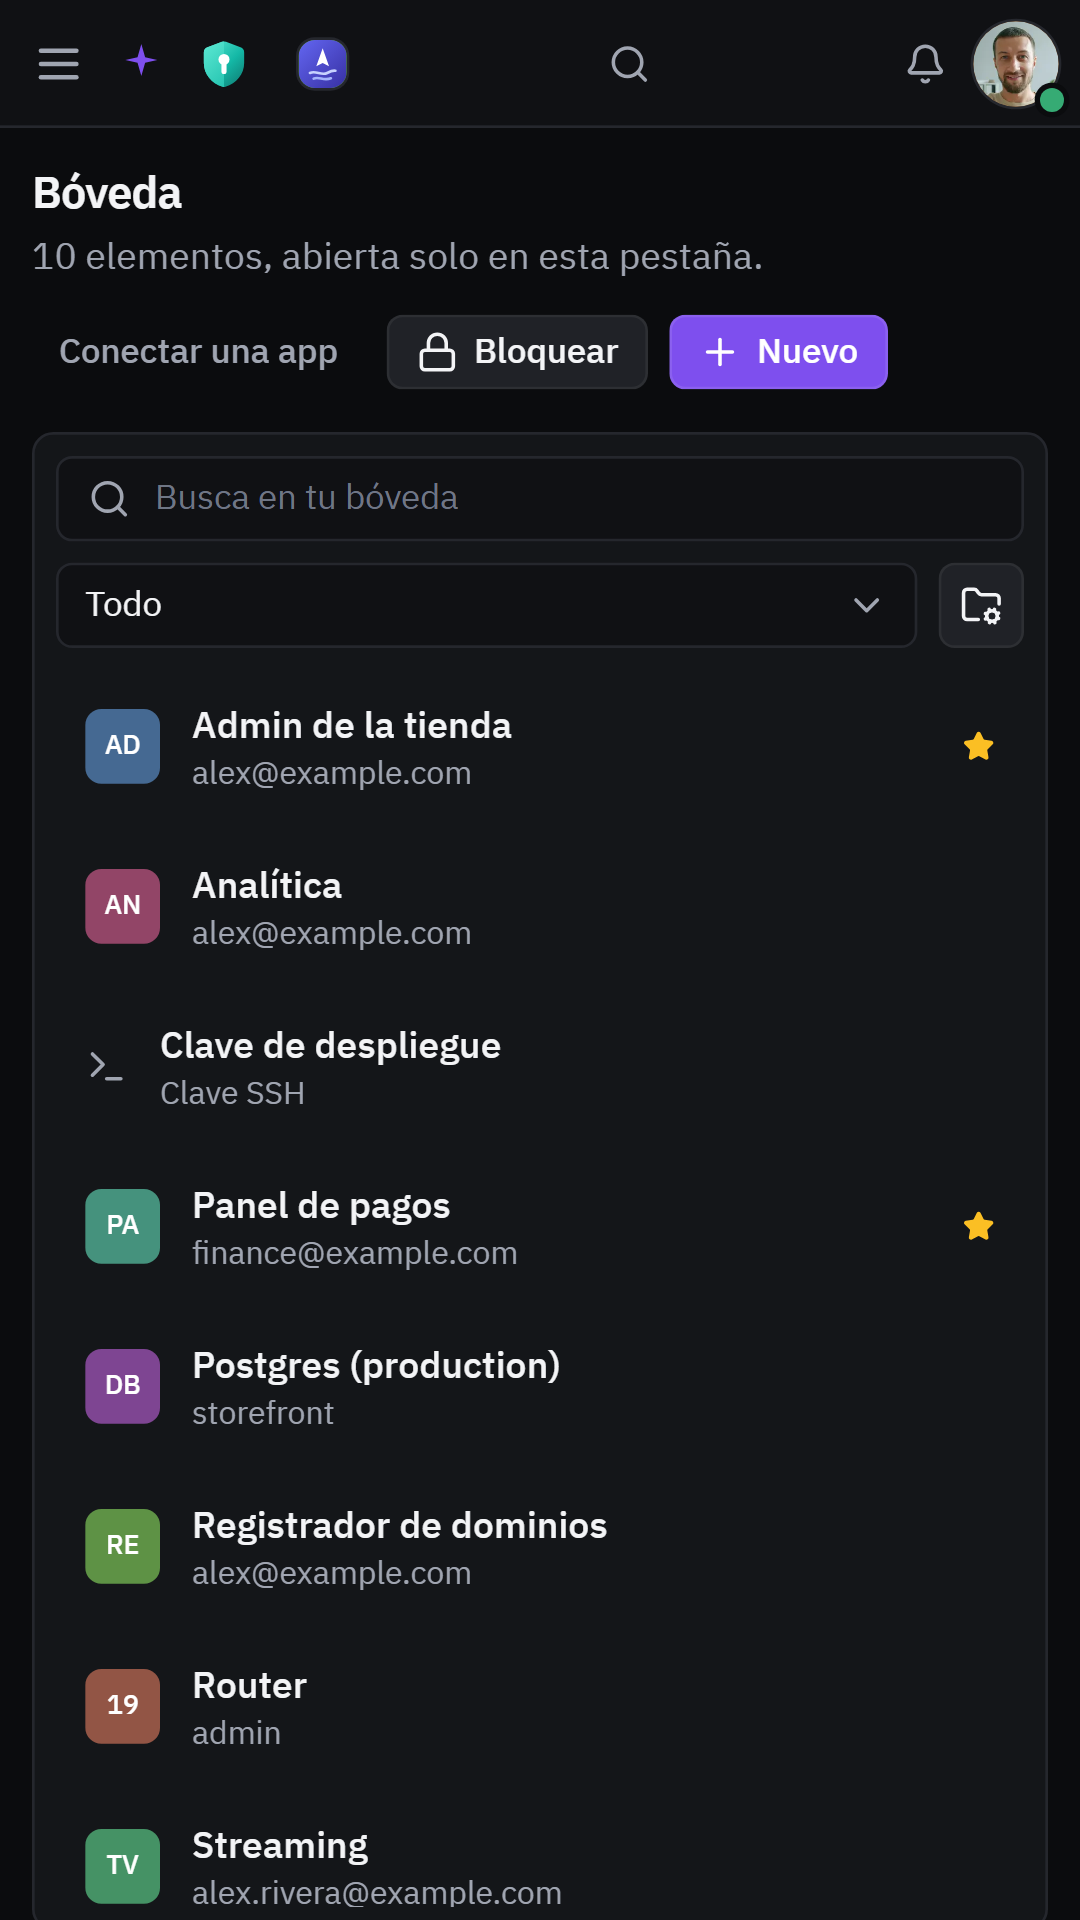 Bóveda
10 elementos, abierta solo en esta pestaña.
Conectar una app
Bloquear
Nuevo
Busca en tu bóveda
Todo
AD
Admin de la tienda
alex@example.com
AN
Analítica
alex@example.com
Clave de despliegue
Clave SSH
PA
Panel de pagos
finance@example.com
DB
Postgres (production)
storefront
RE
Registrador de dominios
alex@example.com
19
Router
admin
TV
Streaming
alex.rivera@example.com